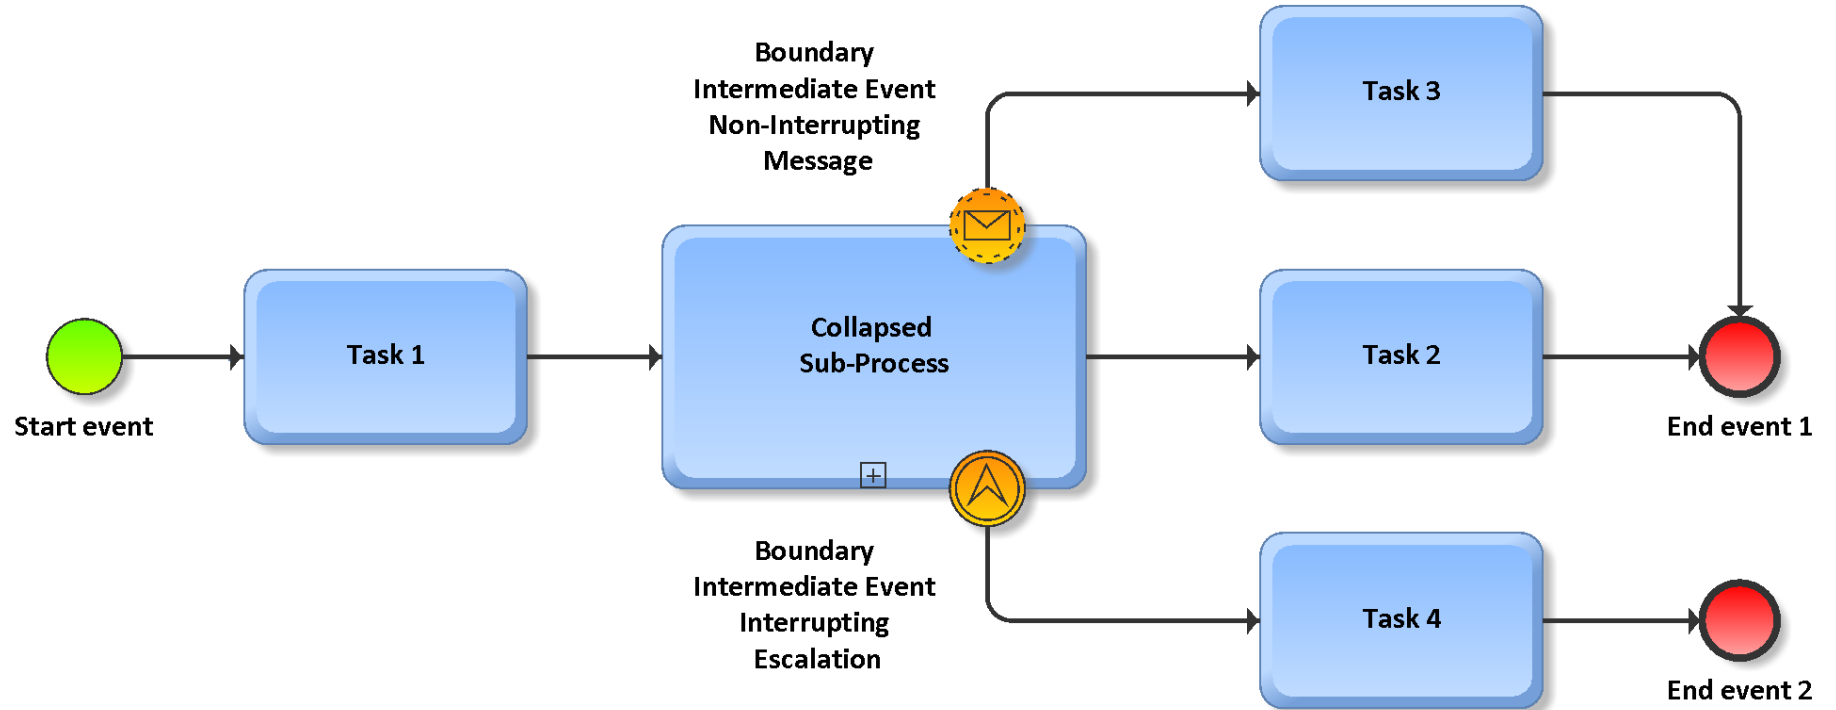 Boundary
Intermediate Event
Non-Interrupting
Message
Task 3
Start event
Task 1
Collapsed
Sub-Process
Task 2
End event 1
Boundary
Intermediate Event
Interrupting
Escalation
Task 4
End event 2